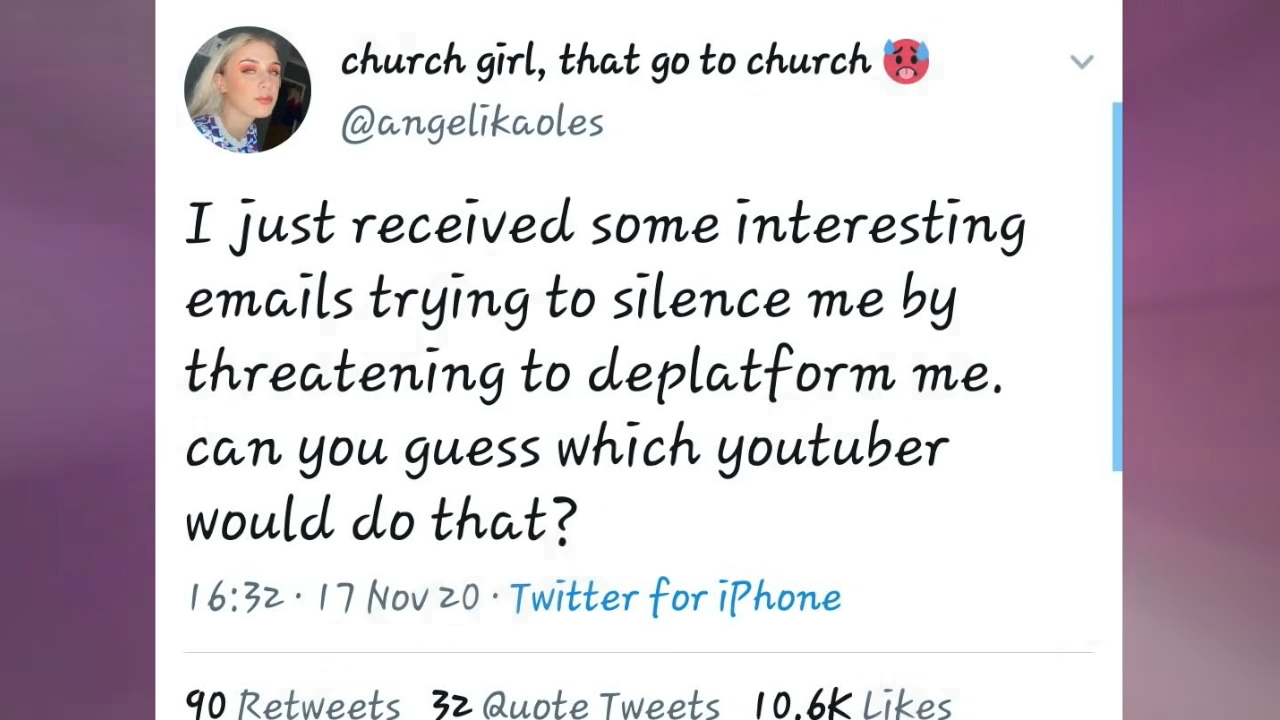 church girl, that go to church 🥵
@angelikaoles
I just received some interesting
emails trying to silence me by
threatening to deplatform me.
can you guess which youtuber
would do that?
16:32 · 17 Nov 20 · Twitter for iPhone
90 Retweets 32 Quote Tweets 10.6K Likes